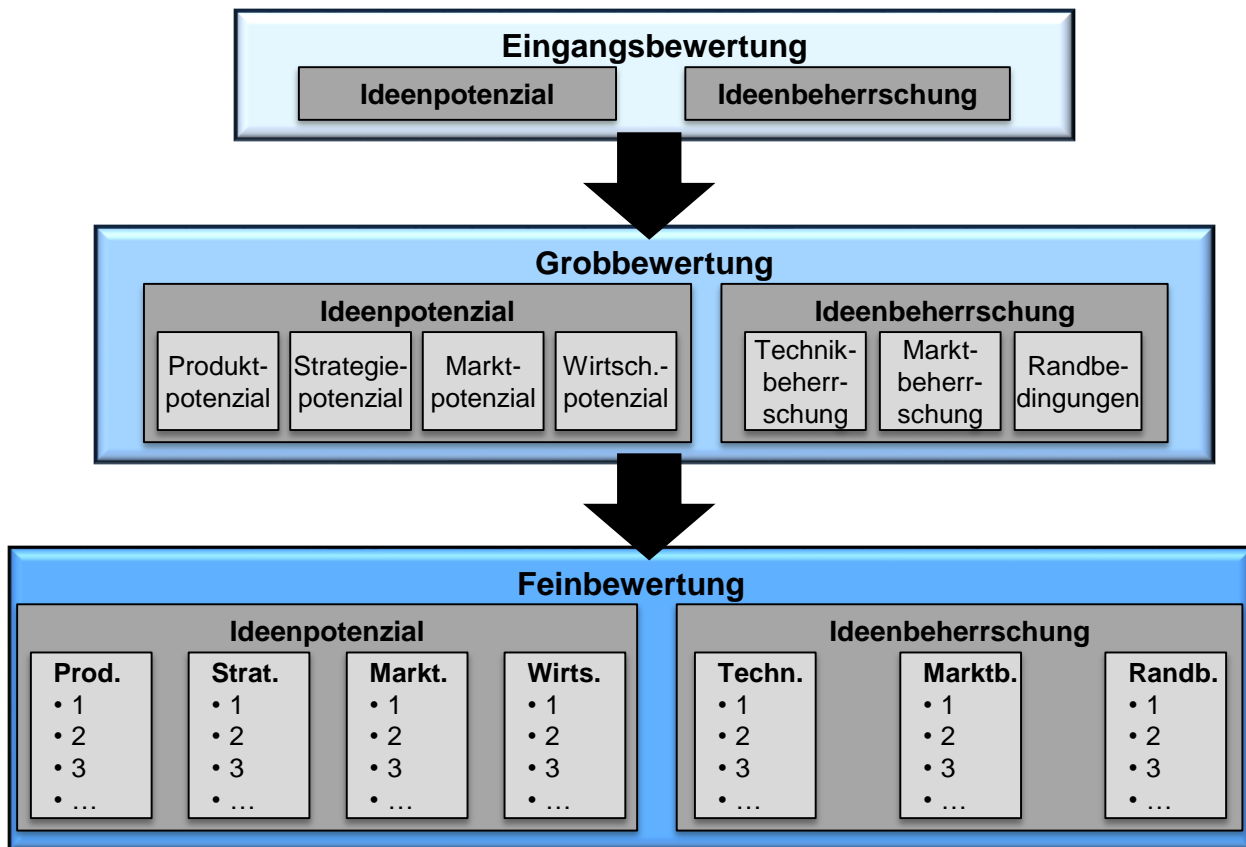 Eingangsbewertung
Ideenpotenzial
Ideenbeherrschung
Grobbewertung
Ideenpotenzial
Produkt-
potenzial
Strategie-
potenzial
Markt-
potenzial
Wirtsch.-
potenzial
Ideenbeherrschung
Technik-
beherr-
schung
Markt-
beherr-
schung
Randbe-
dingungen
Feinbewertung
Ideenpotenzial
Prod.
• 1
• 2
• 3
• …
Strat.
• 1
• 2
• 3
• …
Markt.
• 1
• 2
• 3
• …
Wirts.
• 1
• 2
• 3
• …
Ideenbeherrschung
Techn.
• 1
• 2
• 3
• …
Marktb.
• 1
• 2
• 3
• …
Randb.
• 1
• 2
• 3
• …